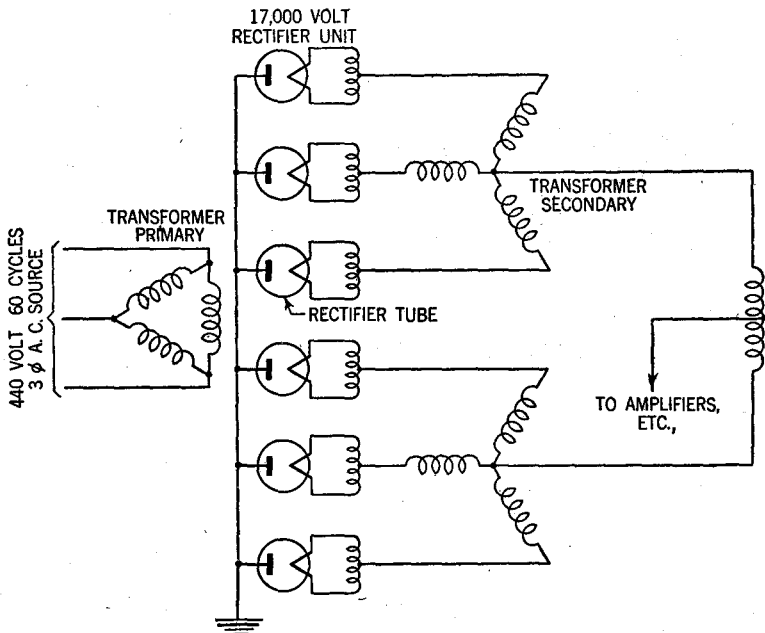 17,000 VOLT
RECTIFIER UNIT
TRANSFORMER
PRIMARY
440 VOLT 60 CYCLES
3 ø A. C. SOURCE
TRANSFORMER
SECONDARY
RECTIFIER TUBE
TO AMPLIFIERS,
ETC.,